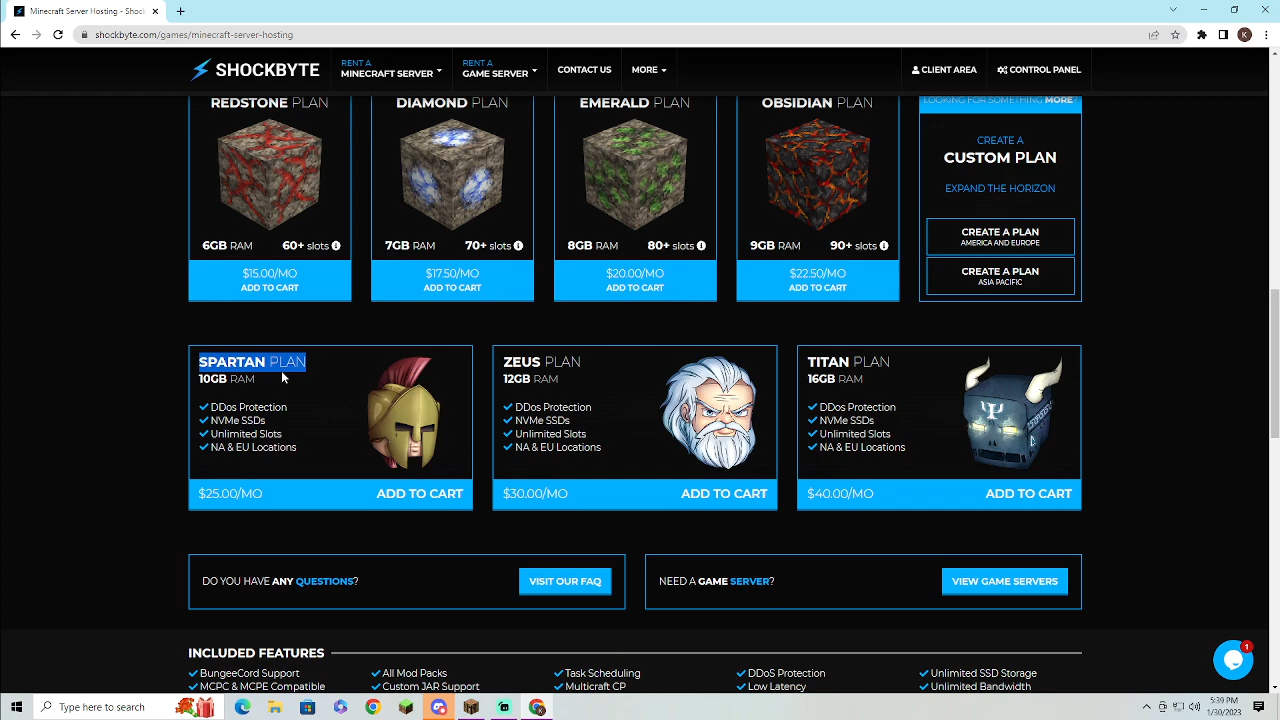 Minecraft Server Hosting - Shock
shockbyte.com/games/minecraft-server-hosting
K
SHOCKBYTE
RENT A
MINECRAFT SERVER
RENT A
GAME SERVER
CONTACT US
MORE
CLIENT AREA
CONTROL PANEL
REDSTONE PLAN
6GB RAM 60+ slots
$15.00/MO
ADD TO CART
DIAMOND PLAN
7GB RAM 70+ slots
$17.50/MO
ADD TO CART
EMERALD PLAN
8GB RAM 80+ slots
$20.00/MO
ADD TO CART
OBSIDIAN PLAN
9GB RAM 90+ slots
$22.50/MO
ADD TO CART
LOOKING FOR SOMETHING MORE?
CREATE A
CUSTOM PLAN
EXPAND THE HORIZON
CREATE A PLAN
AMERICA AND EUROPE
CREATE A PLAN
ASIA PACIFIC
SPARTAN PLAN
10GB RAM
DDos Protection
NVMe SSDs
Unlimited Slots
NA & EU Locations
$25.00/MO ADD TO CART
ZEUS PLAN
12GB RAM
DDos Protection
NVMe SSDs
Unlimited Slots
NA & EU Locations
$30.00/MO ADD TO CART
TITAN PLAN
16GB RAM
DDos Protection
NVMe SSDs
Unlimited Slots
NA & EU Locations
$40.00/MO ADD TO CART
DO YOU HAVE ANY QUESTIONS? VISIT OUR FAQ
NEED A GAME SERVER? VIEW GAME SERVERS
INCLUDED FEATURES
BungeeCord Support All Mod Packs Task Scheduling DDoS Protection Unlimited SSD Storage
MCPC & MCPE Compatible Custom JAR Support Multicraft CP Low Latency Unlimited Bandwidth
1
Type here to search
5:39 PM
1/30/2023